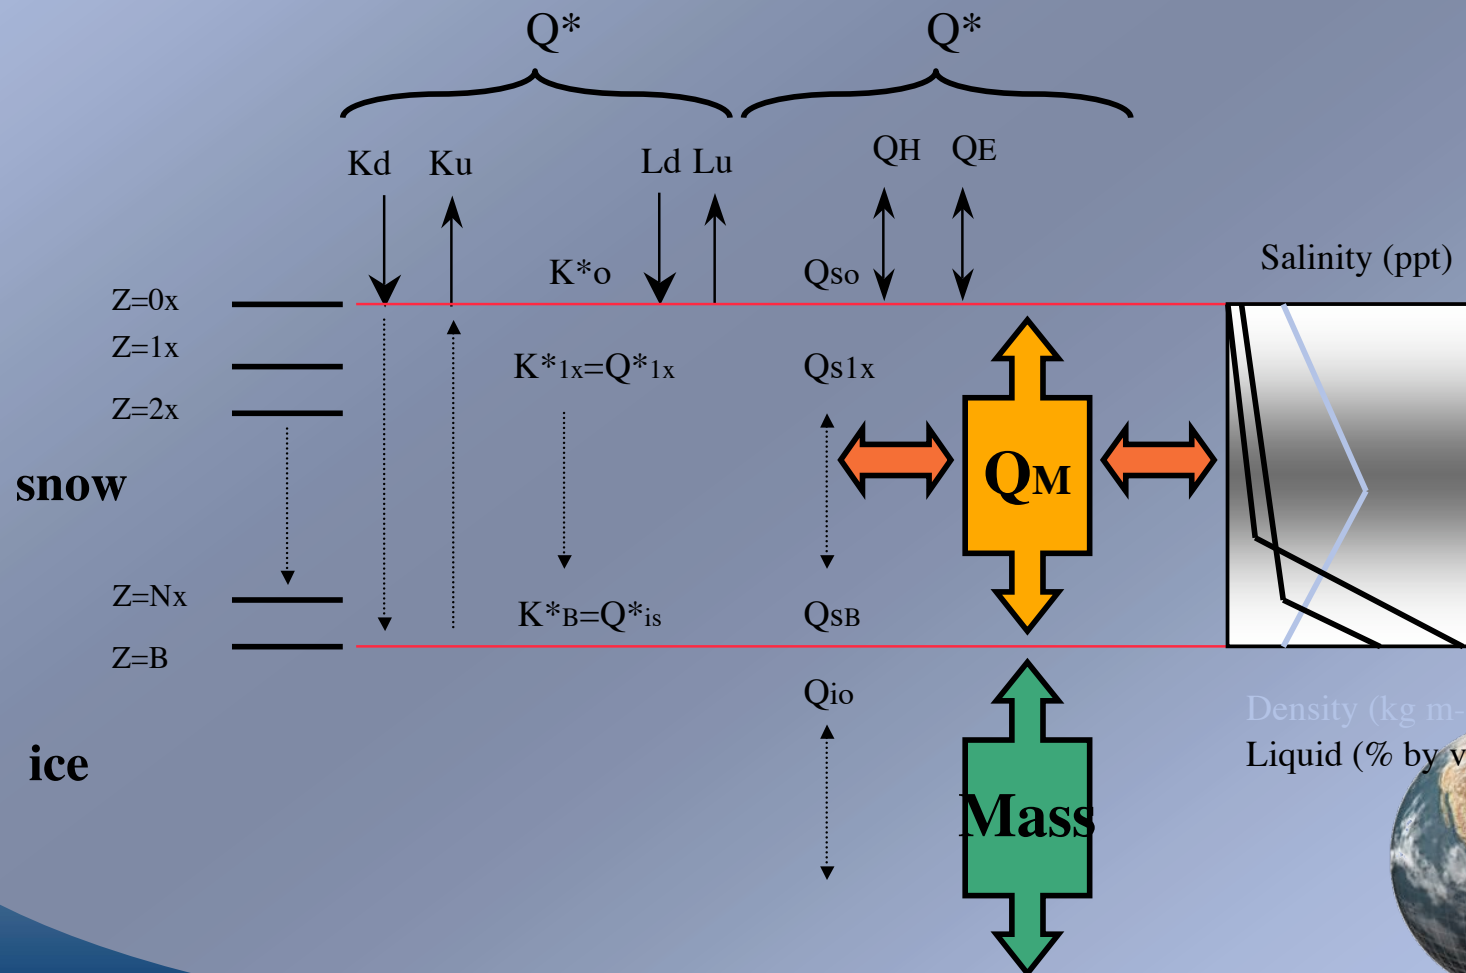 Q* Q*
Kd Ku Ld Lu QH QE
K*o Qso Salinity (ppt)
Z=0x
Z=1x
K*1x=Q*1x Qs1x
Z=2x
snow QM
Z=Nx
K*B=Q*is QsB
Z=B
Qio
Density (kg m-
ice Liquid (% by v
Mass